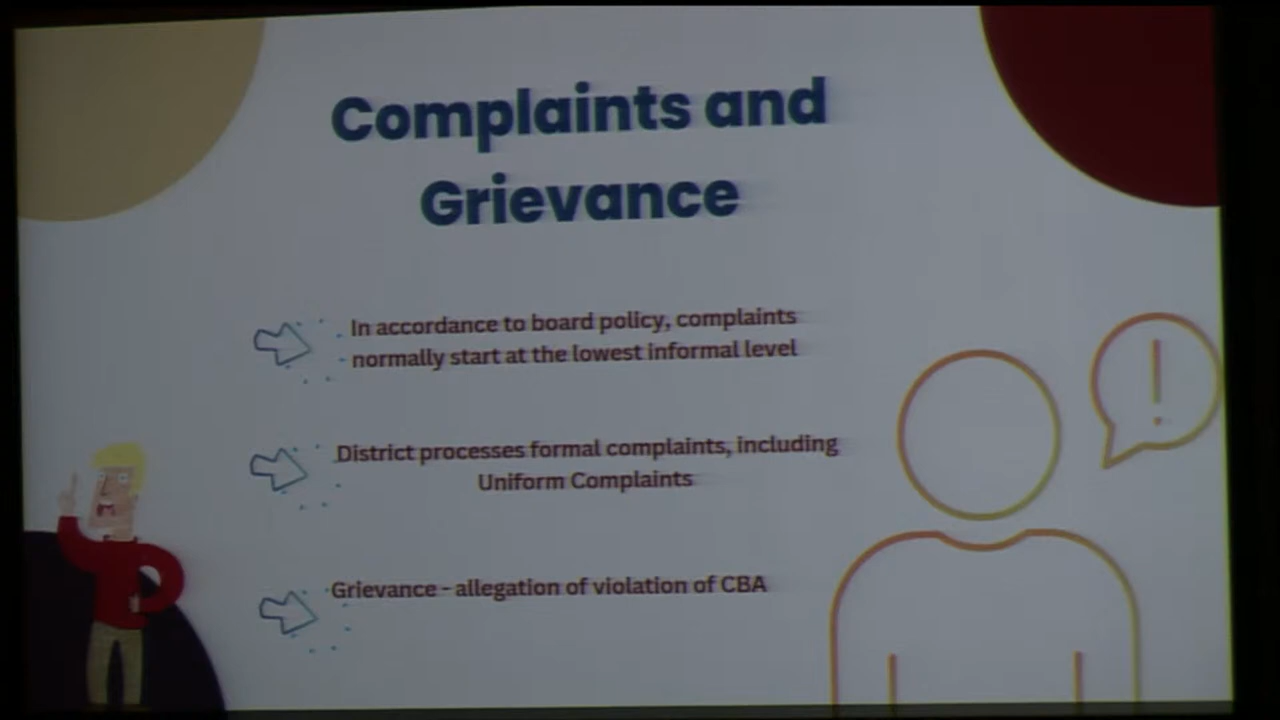 Complaints and
Grievance
In accordance to board policy, complaints
normally start at the lowest informal level
District processes formal complaints, including
Uniform Complaints
Grievance - allegation of violation of CBA